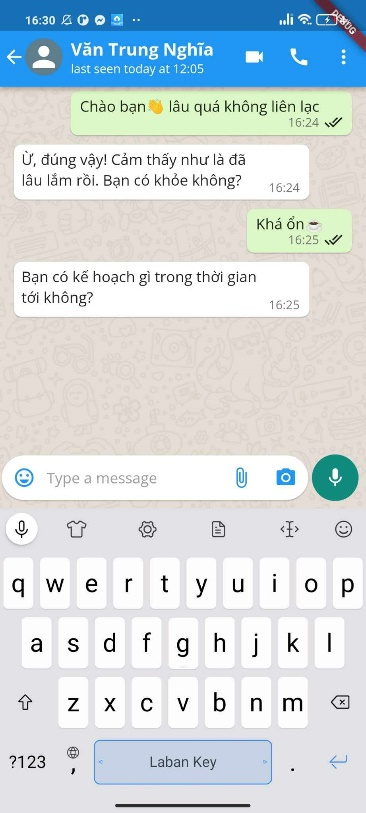 16:30
DEBUG
Văn Trung Nghĩa
last seen today at 12:05
Chào bạn👋 lâu quá không liên lạc
16:24
Ừ, đúng vậy! Cảm thấy như là đã
lâu lắm rồi. Bạn có khỏe không?
16:24
Khá ổn☕
16:25
Bạn có kế hoạch gì trong thời gian
tới không?
16:25
Type a message
q w e r t y u i o p
a s d f g h j k l
z x c v b n m
?123 , Laban Key .